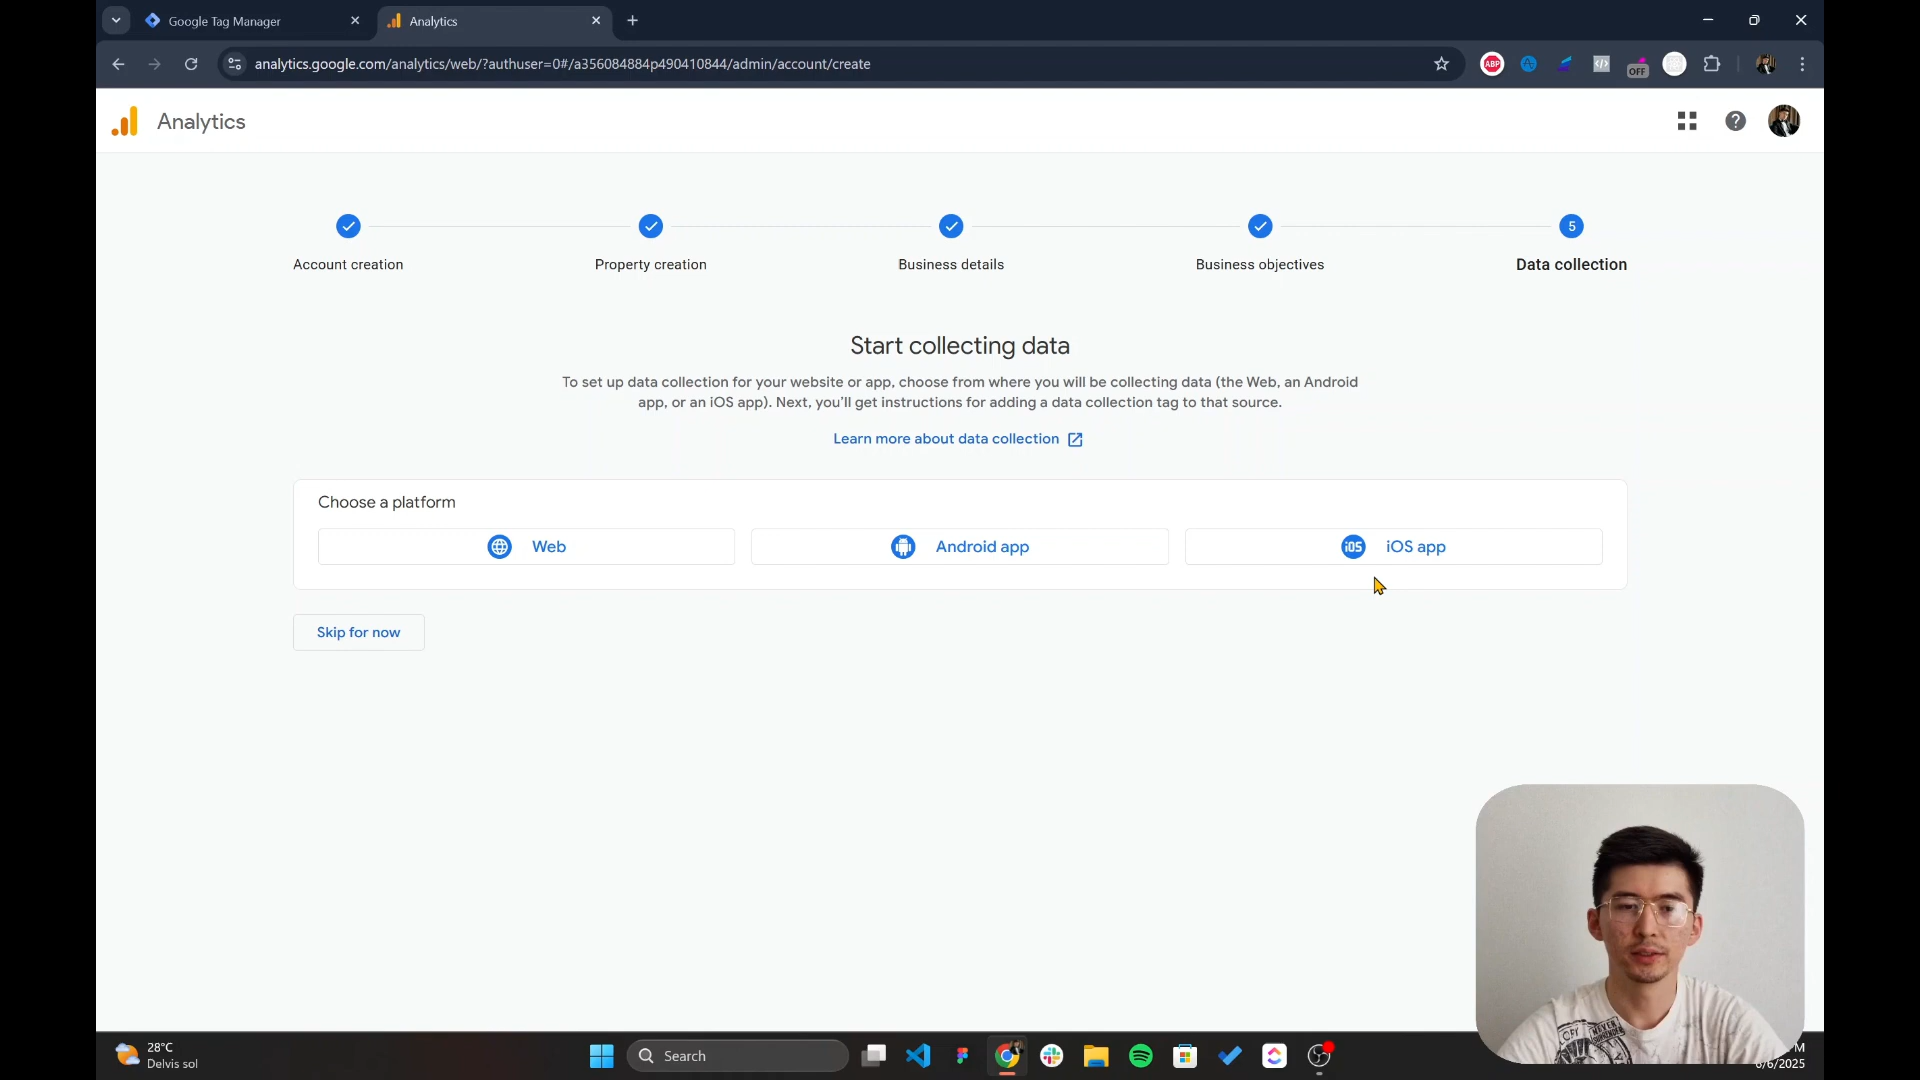 Google Tag Manager
Analytics
analytics.google.com/analytics/web/?authuser=0#/a356084884p490410844/admin/account/create
ABP
OFF
Analytics
5
Account creation
Property creation
Business details
Business objectives
Data collection
Start collecting data
To set up data collection for your website or app, choose from where you will be collecting data (the Web, an Android
app, or an iOS app). Next, you'll get instructions for adding a data collection tag to that source.
Learn more about data collection
Choose a platform
Web
Android app
iOS
iOS app
Skip for now
28°C
Delvis sol
Search
M
6/6/2025